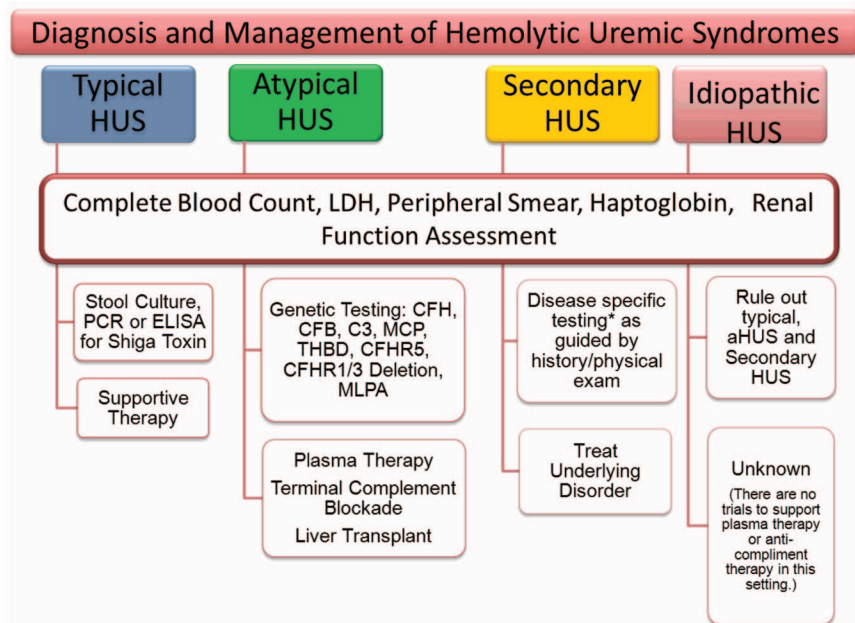 Diagnosis and Management of Hemolytic Uremic Syndromes
Typical
HUS
Atypical
HUS
Secondary
HUS
Idiopathic
HUS
Complete Blood Count, LDH, Peripheral Smear, Haptoglobin, Renal
Function Assessment
Stool Culture,
PCR or ELISA
for Shiga Toxin
Supportive
Therapy
Genetic Testing: CFH,
CFB, C3, MCP,
THBD, CFHR5,
CFHR1/3 Deletion,
MLPA
Plasma Therapy
Terminal Complement
Blockade
Liver Transplant
Disease specific
testing* as
guided by
history/physical
exam
Treat
Underlying
Disorder
Rule out
typical,
aHUS and
Secondary
HUS
Unknown
(There are no
trials to support
plasma therapy
or anti-
compliment
therapy in this
setting.)